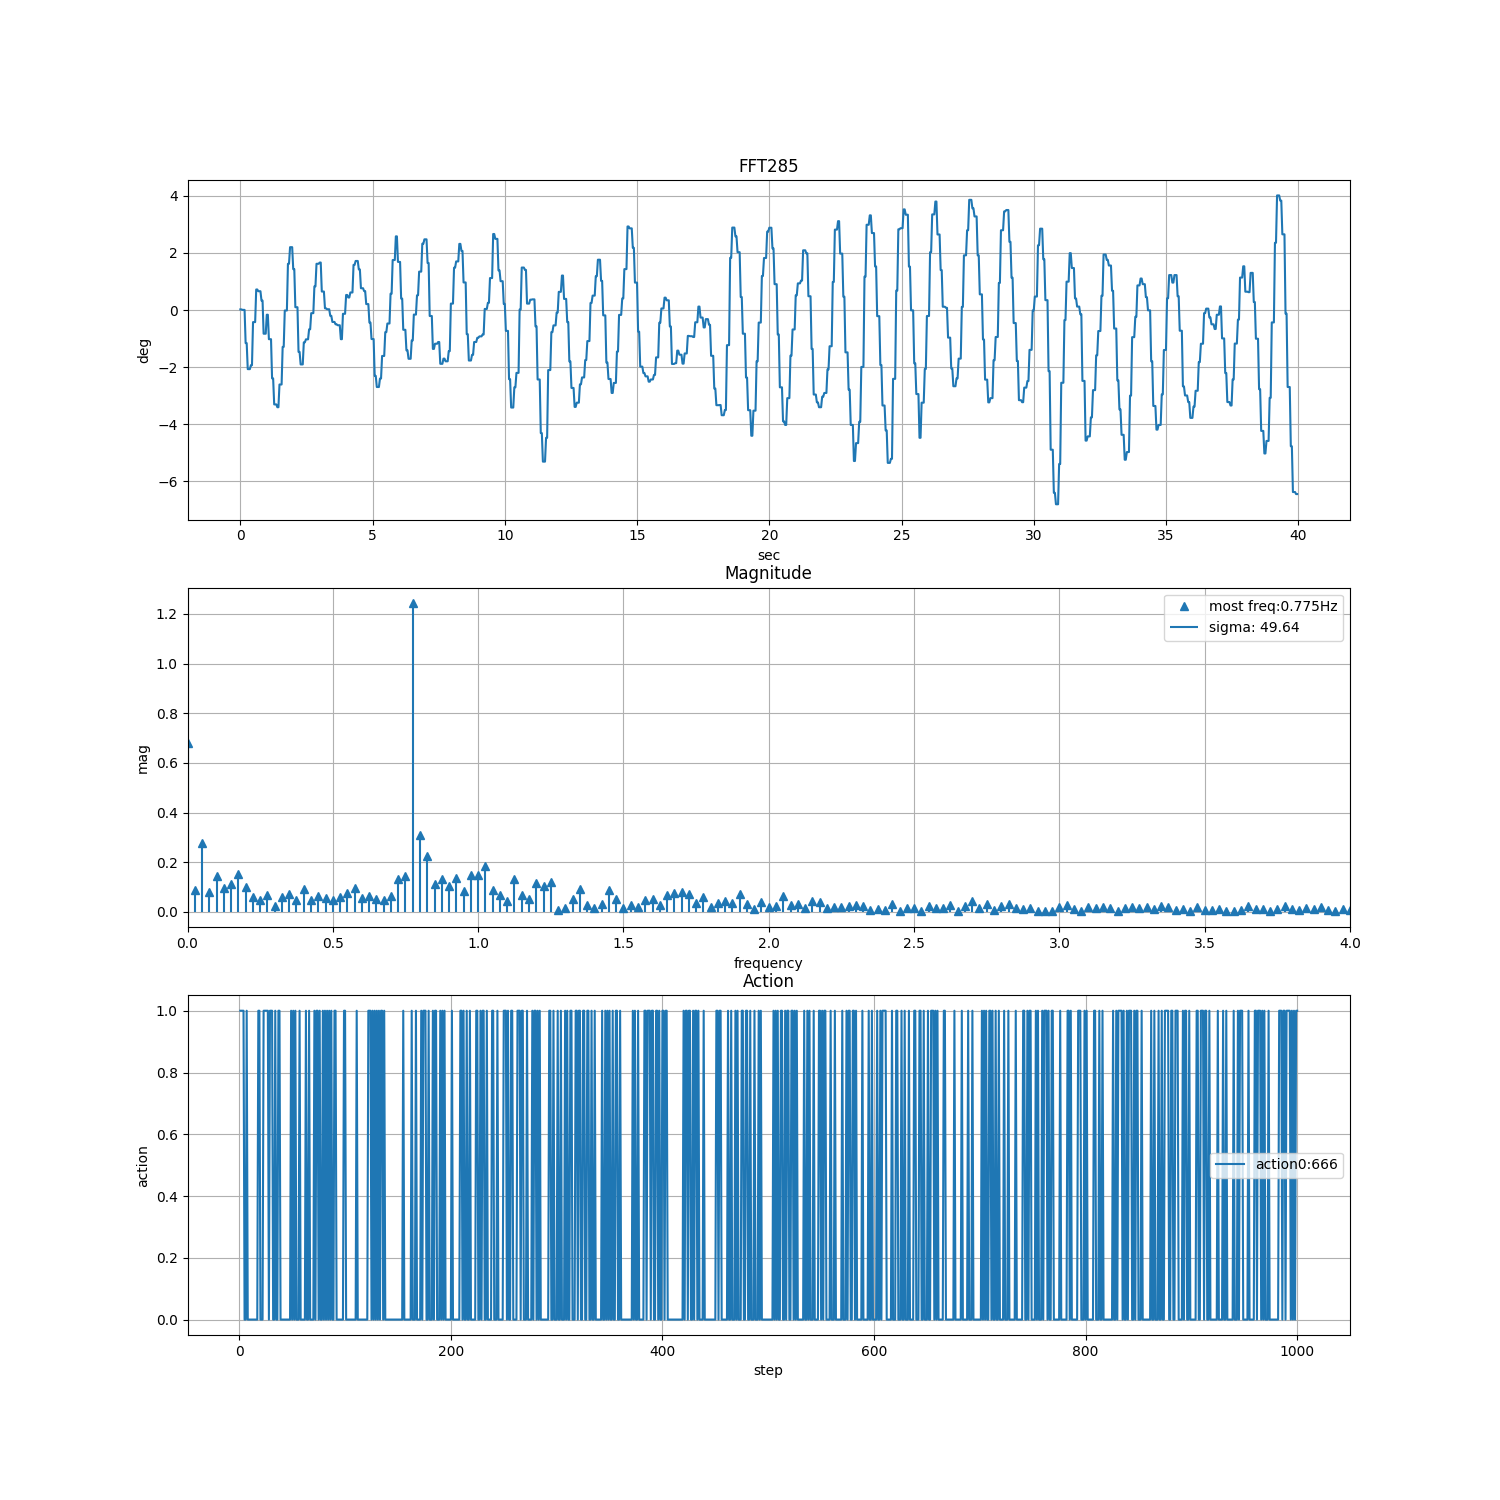 FFT285
4
2
0
−2
−4
−6
deg
0 5 10 15 20 25 30 35 40
sec
Magnitude
1.2
1.0
0.8
0.6
0.4
0.2
0.0
mag
most freq:0.775Hz
sigma: 49.64
0.0 0.5 1.0 1.5 2.0 2.5 3.0 3.5 4.0
frequency
Action
1.0
0.8
0.6
0.4
0.2
0.0
action
action0:666
0 200 400 600 800 1000
step